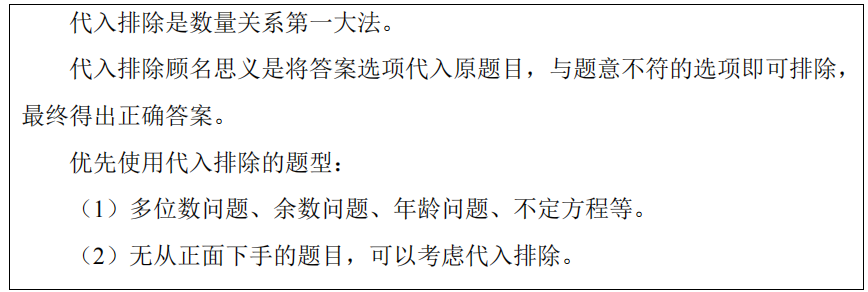 代入排除是数量关系第一大法。
代入排除顾名思义是将答案选项代入原题目，与题意不符的选项即可排除，
最终得出正确答案。
优先使用代入排除的题型：
（1）多位数问题、余数问题、年龄问题、不定方程等。
（2）无从正面下手的题目，可以考虑代入排除。